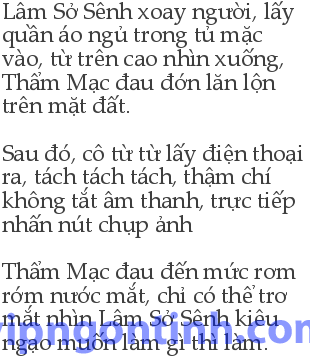 Lâm Sở Sênh xoay người, lấy
quần áo ngủ trong tủ mặc
vào, từ trên cao nhìn xuống,
Thẩm Mạc đau đớn lăn lộn
trên mặt đất.
Sau đó, cô từ từ lấy điện thoại
ra, tách tách tách, thậm chí
không tắt âm thanh, trực tiếp
nhấn nút chụp ảnh
Thẩm Mạc đau đến mức rơm
rớm nước mắt, chỉ có thể trơ
mắt nhìn Lâm Sở Sênh kiêu
ngạo muốn làm gì thì làm.
vipngontinh.com